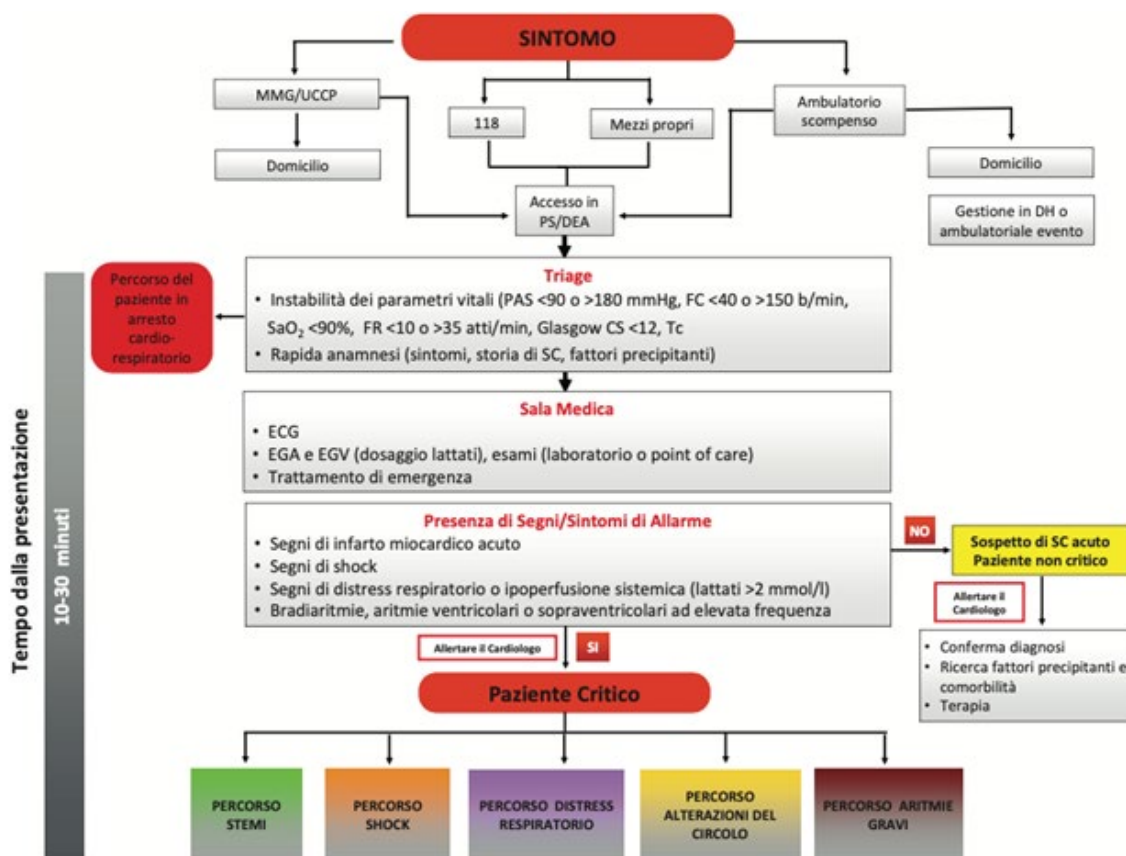 SINTOMO
MMG/UCCP
118
Mezzi propri
Ambulatorio
scompenso
Domicilio
Domicilio
Gestione in DH o
ambulatoriale evento
Accesso in
PS/DEA
Percorso del
paziente in
arresto
cardio-
respiratorio
Triage
• Instabilità dei parametri vitali (PAS <90 o >180 mmHg, FC <40 o >150 b/min,
SaO₂ <90%, FR <10 o >35 atti/min, Glasgow CS <12, Tc
• Rapida anamnesi (sintomi, storia di SC, fattori precipitanti)
Sala Medica
• ECG
• EGA e EGV (dosaggio lattati), esami (laboratorio o point of care)
• Trattamento di emergenza
Presenza di Segni/Sintomi di Allarme
• Segni di infarto miocardico acuto
• Segni di shock
• Segni di distress respiratorio o ipoperfusione sistemica (lattati >2 mmol/l)
• Bradiaritmie, aritmie ventricolari o sopraventricolari ad elevata frequenza
NO
Sospetto di SC acuto
Paziente non critico
Allertare il
Cardiologo
• Conferma diagnosi
• Ricerca fattori precipitanti e
comorbilità
• Terapia
Allertare il Cardiologo
SI
Paziente Critico
PERCORSO
STEMI
PERCORSO
SHOCK
PERCORSO DISTRESS
RESPIRATORIO
PERCORSO
ALTERAZIONI DEL
CIRCOLO
PERCORSO ARITMIE
GRAVI
Tempo dalla presentazione
10-30 minuti